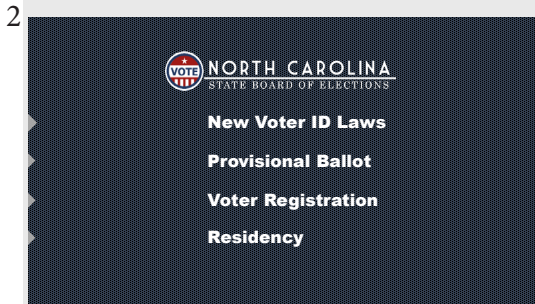 2
VOTE
NORTH CAROLINA
STATE BOARD OF ELECTIONS
New Voter ID Laws
Provisional Ballot
Voter Registration
Residency